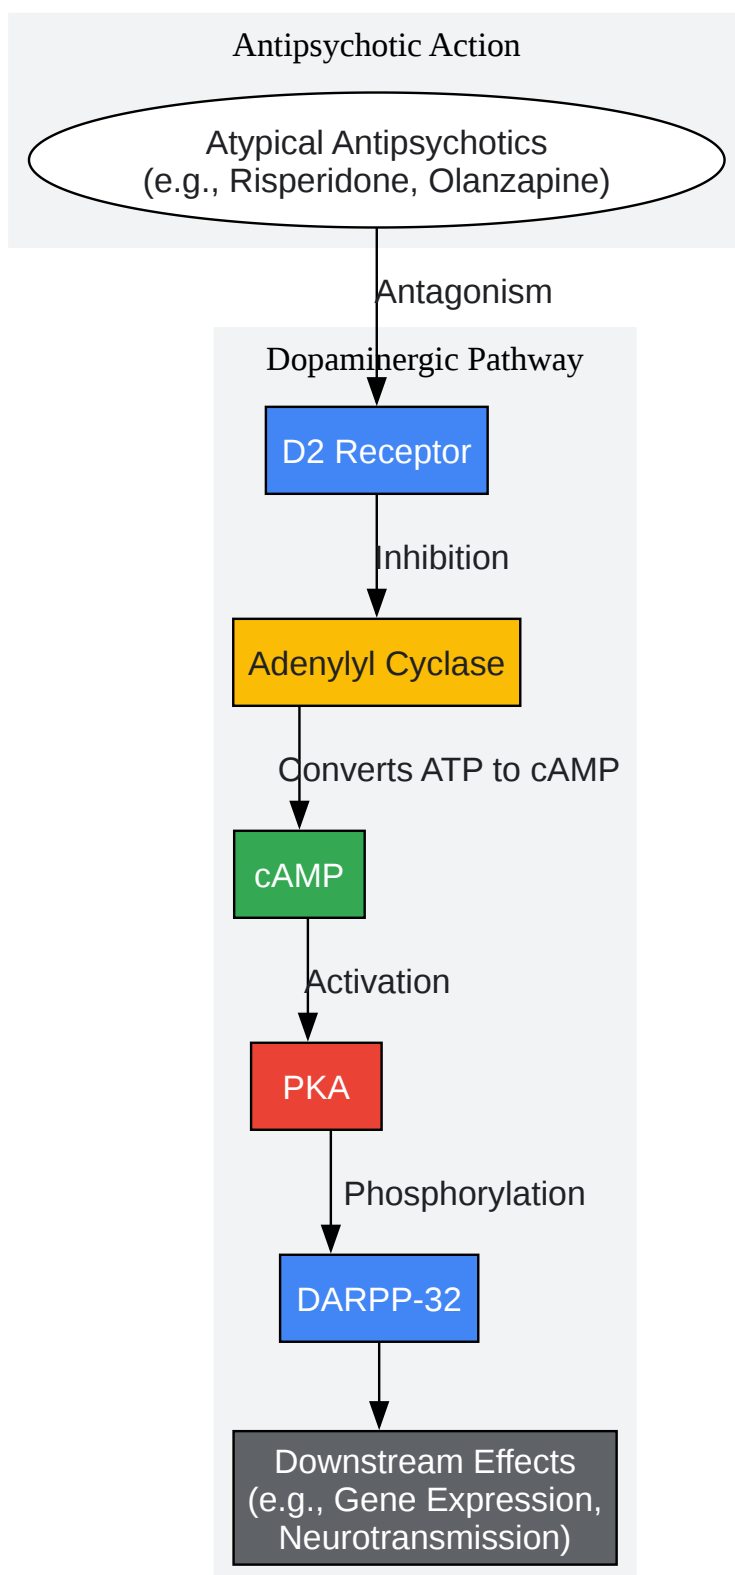 Antipsychotic Action
Atypical Antipsychotics
(e.g., Risperidone, Olanzapine)
Antagonism
Dopaminergic Pathway
D2 Receptor
Inhibition
Adenylyl Cyclase
Converts ATP to cAMP
cAMP
Activation
PKA
Phosphorylation
DARPP-32
Downstream Effects
(e.g., Gene Expression,
Neurotransmission)